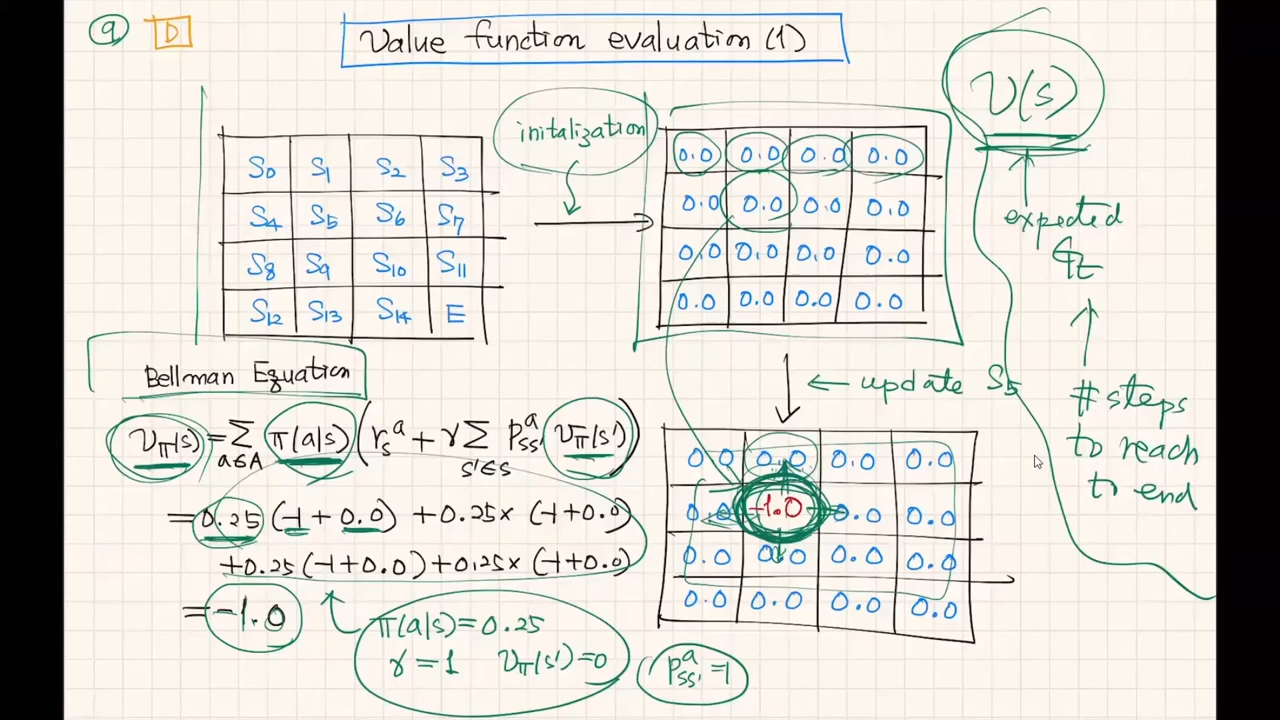 9 D
Value function evaluation (1)
V(s)
S0 S1 S2 S3
S4 S5 S6 S7
S8 S9 S10 S11
S12 S13 S14 E
initalization
0.0 0.0 0.0 0.0
0.0 0.0 0.0 0.0
0.0 0.0 0.0 0.0
0.0 0.0 0.0 0.0
expected
Gt
# steps
to reach
to end
← update S5
Bellman Equation
Vπ(s) = Σ a∈A π(a|s) (r_s^a + γ Σ s'∈S P_ss'^a Vπ(s'))
= 0.25 (-1 + 0.0) + 0.25 × (-1+0.0)
+0.25 (-1+0.0) + 0.25 × (-1+0.0)
= -1.0
π(a|s) = 0.25
γ = 1 Vπ(s') = 0
P_ss'^a = 1
0.0 0.0 0.0 0.0
0.0 -1.0 0.0 0.0
0.0 0.0 0.0 0.0
0.0 0.0 0.0 0.0